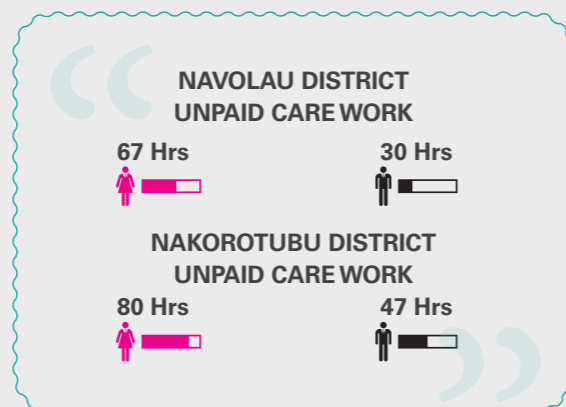 NAVOLAU DISTRICT
UNPAID CARE WORK
67 Hrs
30 Hrs
NAKOROTUBU DISTRICT
UNPAID CARE WORK
80 Hrs
47 Hrs